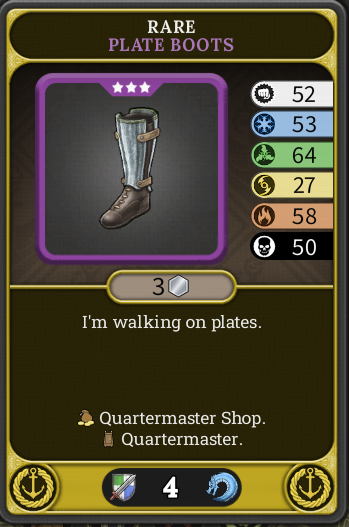 RARE
PLATE BOOTS
52
53
64
27
58
50
3
I'm walking on plates.
Quartermaster Shop.
Quartermaster.
4